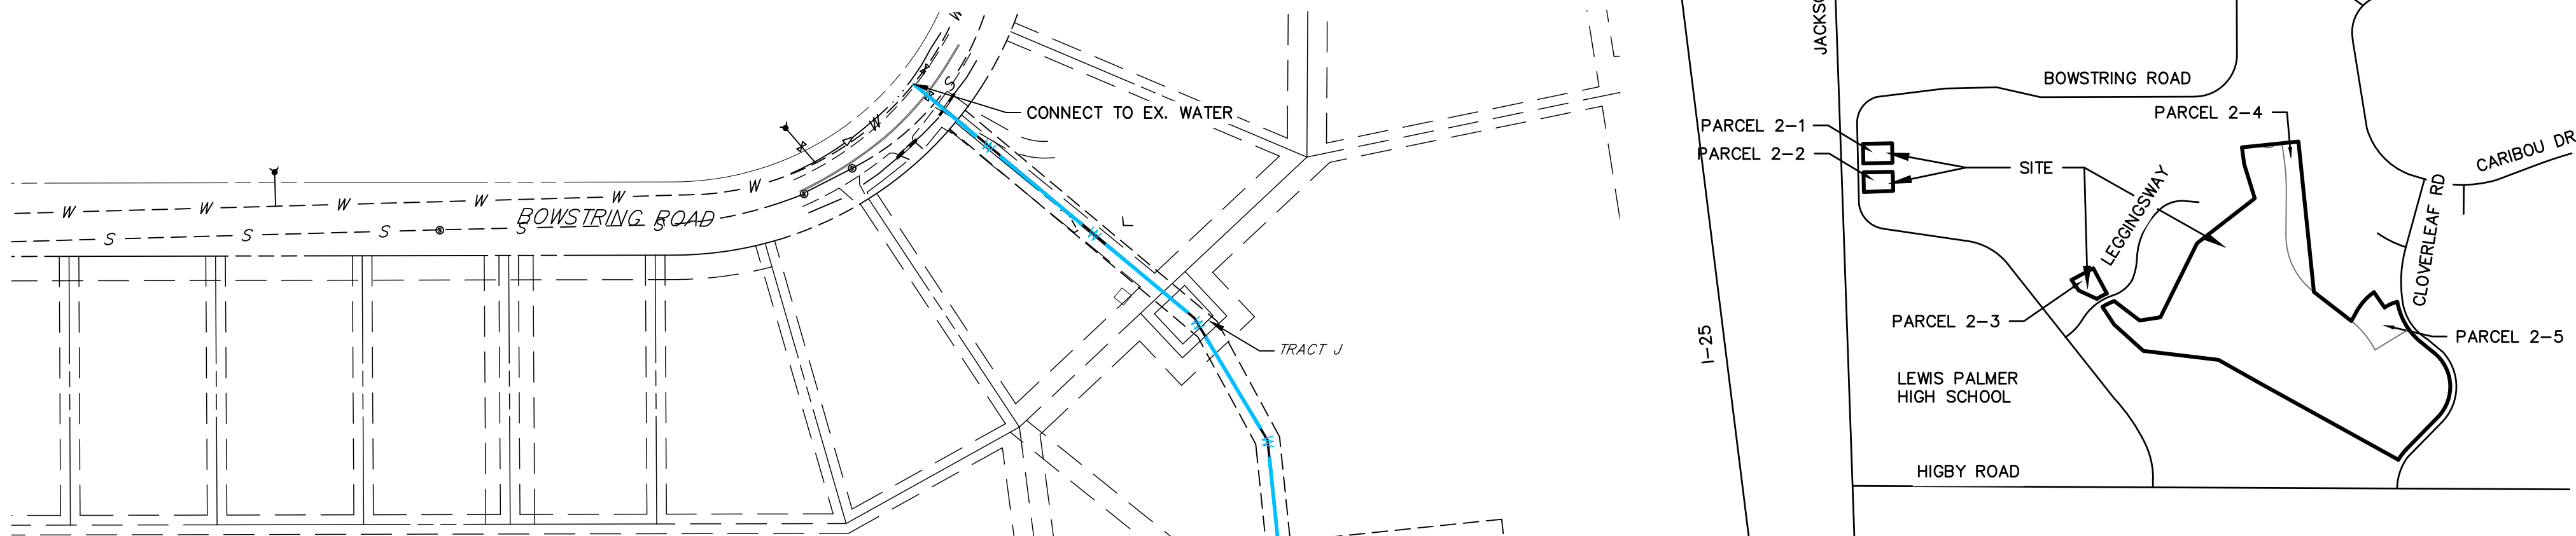 CONNECT TO EX. WATER
W
W
W
W
W
W
W
W
S
S
S
S
S
S
BOWSTRING ROAD
W
W
W
W
TRACT J
JACKSO
BOWSTRING ROAD
PARCEL 2-4
PARCEL 2-1
PARCEL 2-2
SITE
LEGGINGSWAY
CARIBOU DR
CLOVERLEAF RD
PARCEL 2-3
PARCEL 2-5
I-25
LEWIS PALMER
HIGH SCHOOL
HIGBY ROAD